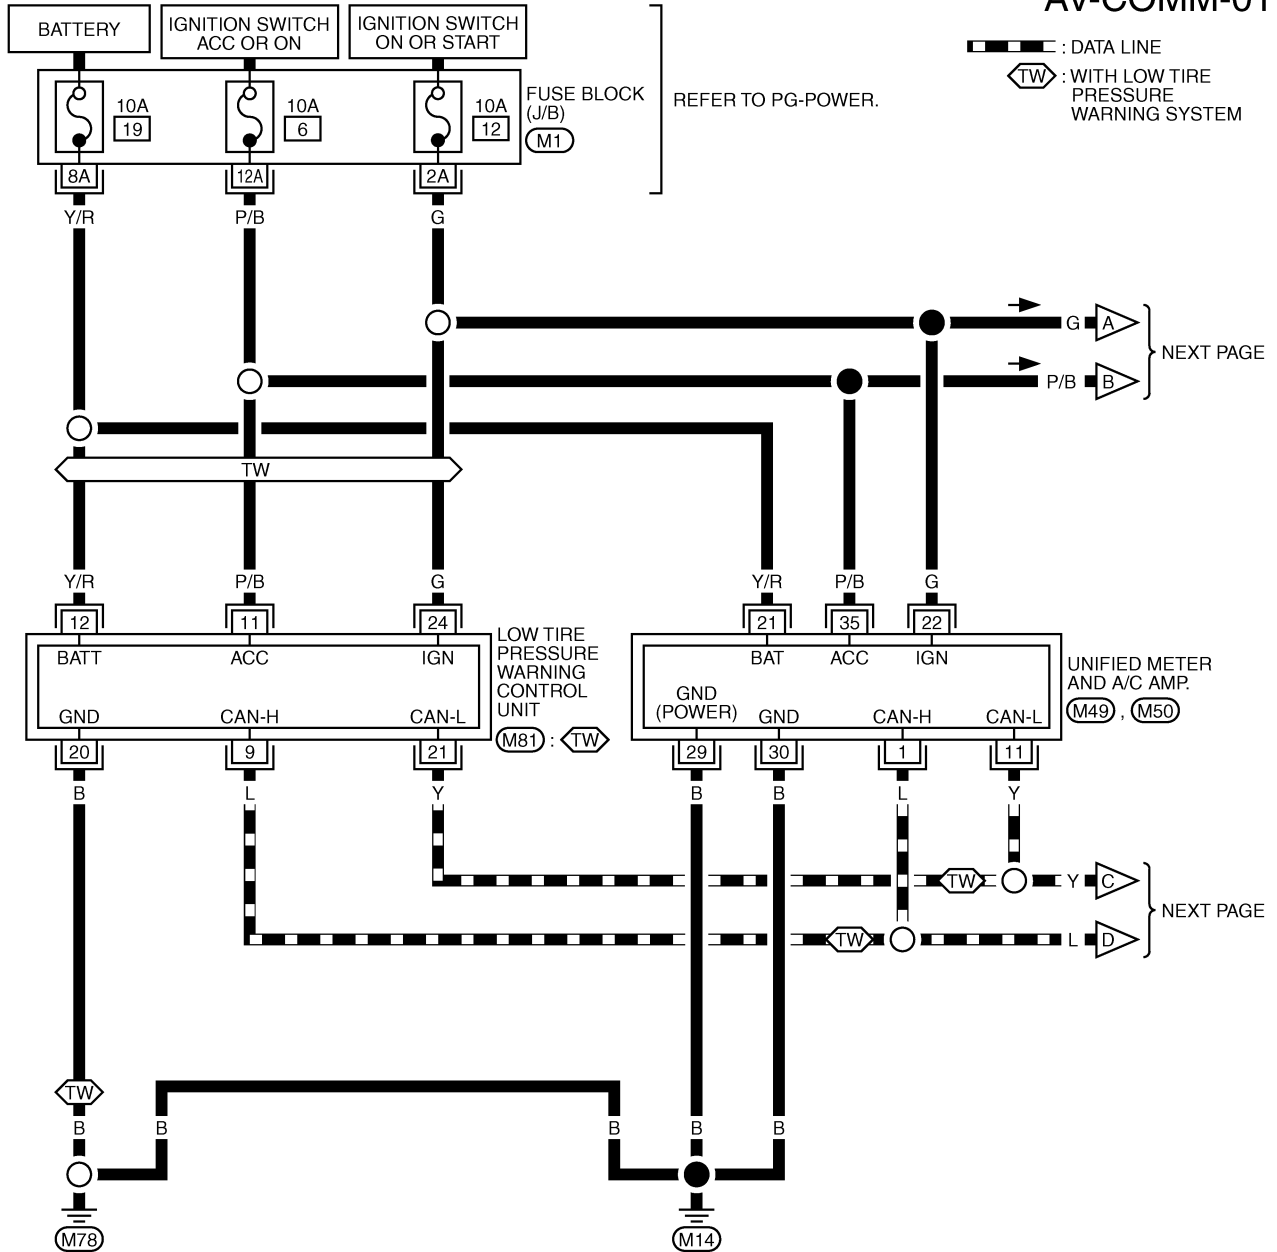 AV-COMM-01
BATTERY
IGNITION SWITCH
ACC OR ON
IGNITION SWITCH
ON OR START
: DATA LINE
TW : WITH LOW TIRE
PRESSURE
WARNING SYSTEM
10A
19
10A
6
10A
12
FUSE BLOCK
(J/B)
M1
REFER TO PG-POWER.
8A
12A
2A
Y/R
P/B
G
G
A
P/B
B
NEXT PAGE
TW
Y/R
P/B
G
Y/R
P/B
G
12
11
24
21
35
22
BATT
ACC
IGN
GND
CAN-H
CAN-L
LOW TIRE
PRESSURE
WARNING
CONTROL
UNIT
M81 : TW
BAT
ACC
IGN
GND
(POWER)
GND
CAN-H
CAN-L
UNIFIED METER
AND A/C AMP.
M49 , M50
20
9
21
29
30
1
11
B
L
Y
B
B
L
Y
TW
Y
C
TW
L
D
NEXT PAGE
TW
B
B
B
B
B
M78
M14